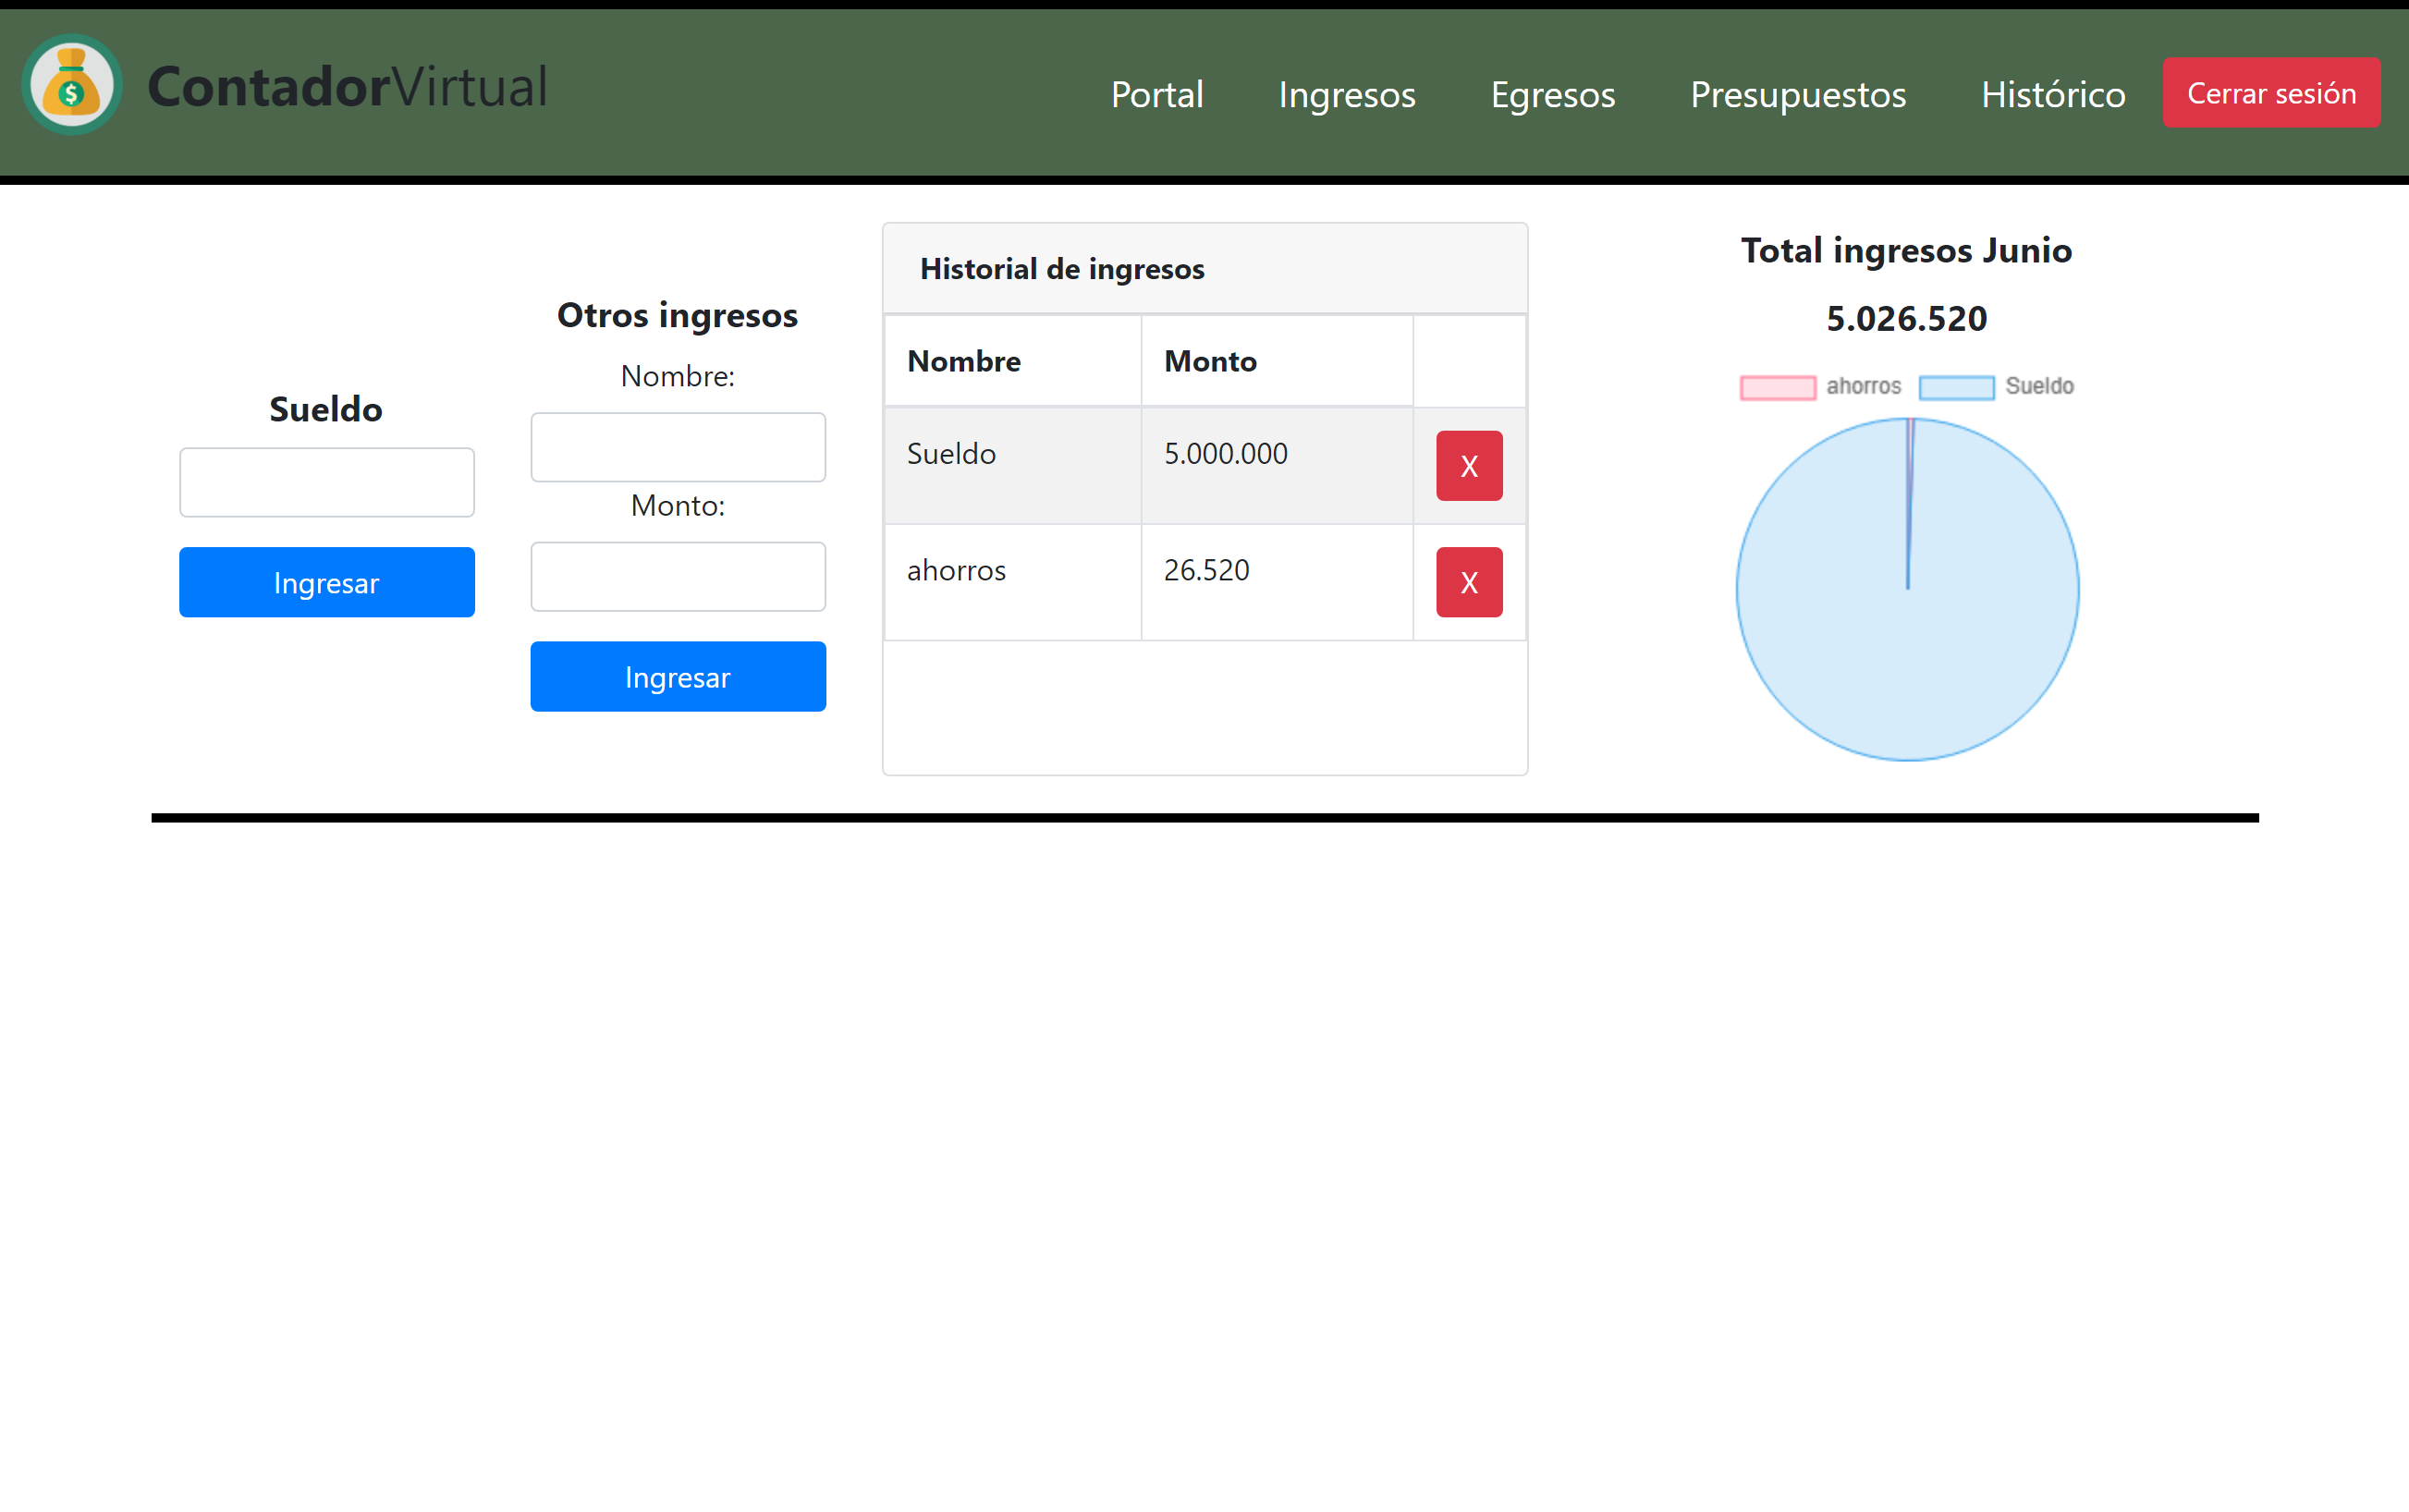 ContadorVirtual
Portal Ingresos Egresos Presupuestos Histórico Cerrar sesión
Sueldo
Ingresar
Otros ingresos
Nombre:
Monto:
Ingresar
Historial de ingresos
Nombre Monto
Sueldo 5.000.000 X
ahorros 26.520 X
Total ingresos Junio
5.026.520
ahorros Sueldo